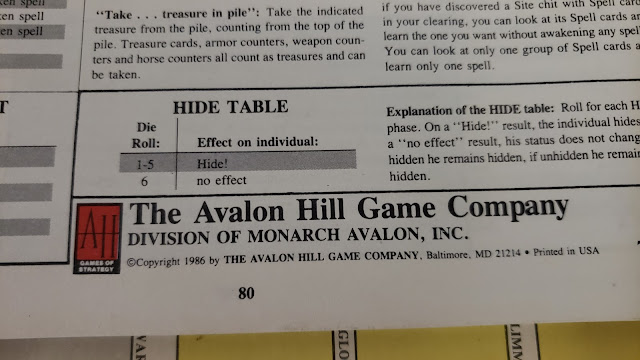 en spell
ken spell
"Take . . . treasure in pile": Take the indicated
treasure from the pile, counting from the top of the
pile. Treasure cards, armor counters, weapon coun-
ters and horse counters all count as treasures and can
be taken.
if you have discovered a Site chit with Spell cards
in your clearing, you can look at its Spell cards a
learn the one you want without awakening any spel
You can look at only one group of Spell cards a
learn only one spell.
T
HIDE TABLE
Die
Roll: Effect on individual:
1-5 Hide!
6 no effect
Explanation of the HIDE table: Roll for each H
phase. On a "Hide!" result, the individual hides
a "no effect" result, his status does not chang
hidden he remains hidden, if unhidden he remain
hidden.
AH
GAMES OF
STRATEGY
The Avalon Hill Game Company
DIVISION OF MONARCH AVALON, INC.
©Copyright 1986 by THE AVALON HILL GAME COMPANY, Baltimore, MD 21214 • Printed in USA
80
VAR
GLO
LIMM